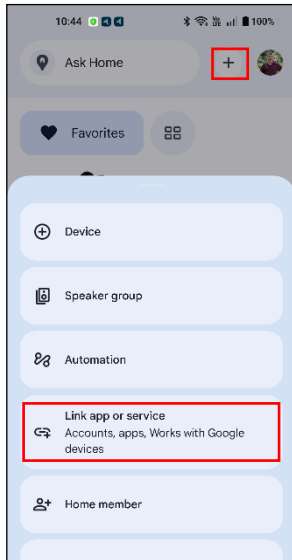 10:44 100%
Ask Home
Favorites
Device
Speaker group
Automation
Link app or service
Accounts, apps, Works with Google
devices
Home member